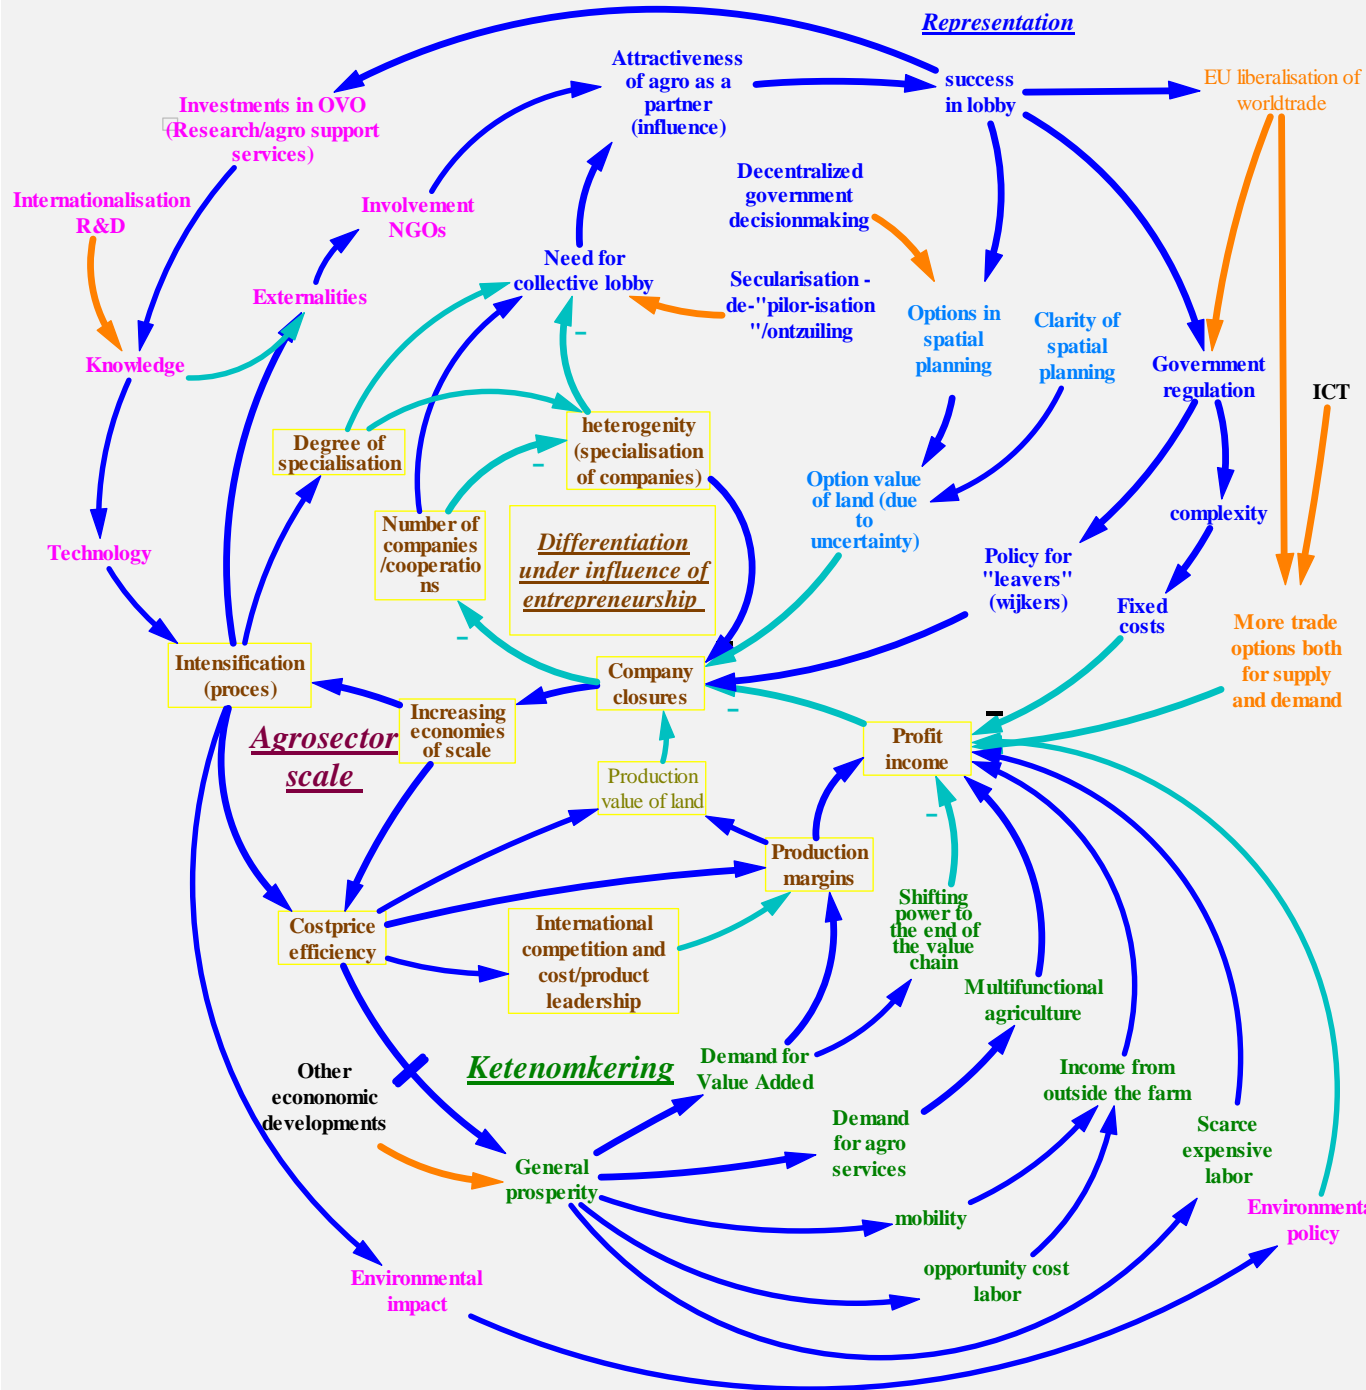 Representation
Attractiveness
of agro as a
partner
(influence)
success
in lobby
EU liberalisation of
worldtrade
Investments in OVO
(Research/agro support
services)
Internationalisation
R&D
Involvement
NGOs
Decentralized
government
decisionmaking
Need for
collective lobby
Secularisation -
de-"pilor-isation
"/ontzuiling
Externalities
Options in
spatial
planning
Clarity of
spatial
planning
Knowledge
Government
regulation
ICT
Degree of
specialisation
heterogenity
(specialisation
of companies)
Option value
of land (due
to
uncertainty)
complexity
Number of
companies
/cooperatio
ns
Differentiation
under influence of
entrepreneurship
Technology
Policy for
"leavers"
(wijkers)
Fixed
costs
More trade
options both
for supply
and demand
Intensification
(proces)
Company
closures
Increasing
economies
of scale
Agrosector
scale
Profit
income
Production
value of land
Production
margins
Shifting
power to
the end of
the value
chain
Costprice
efficiency
International
competition and
cost/product
leadership
Multifunctional
agriculture
Ketenomkering
Demand for
Value Added
Other
econonomic
developments
Income from
outside the farm
Demand
for agro
services
Scarce
expensive
labor
General
prosperity
mobility
Environmenta
policy
Environmental
impact
opportunity cost
labor